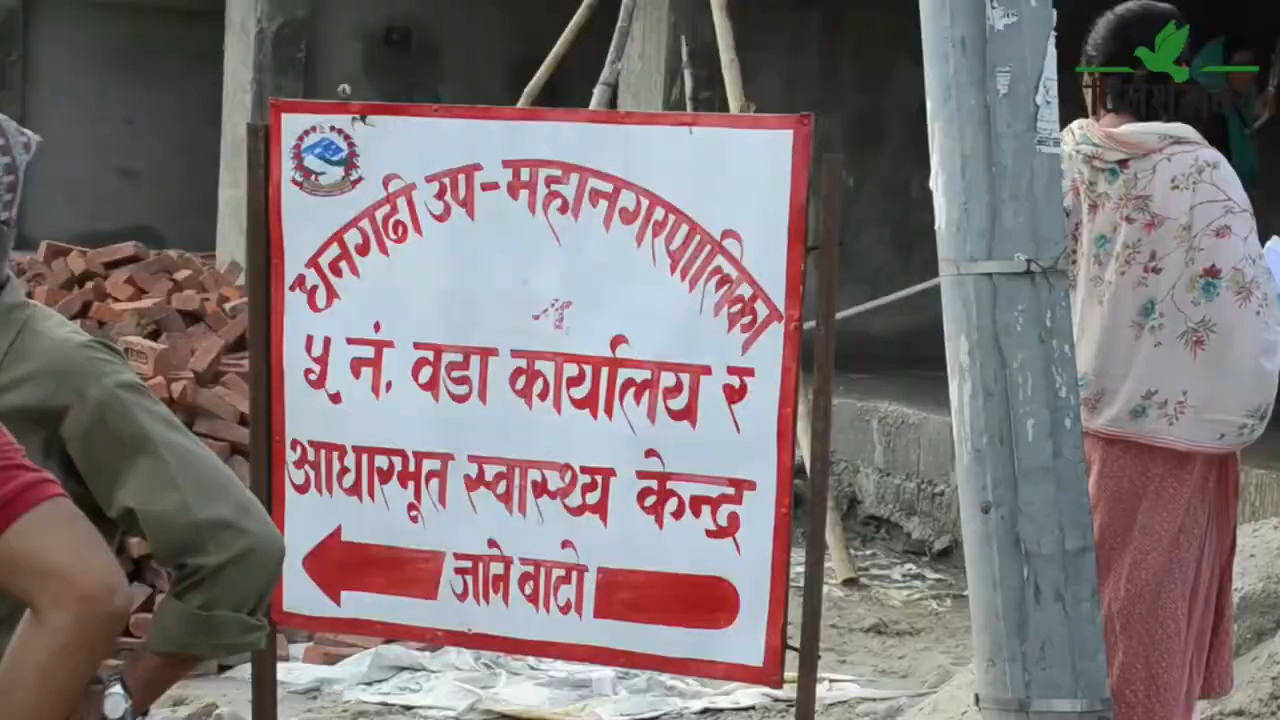 धनगढी उप-महानगरपालिका
५ नं. वडा कार्यालय र
आधारभूत स्वास्थ्य केन्द्र
जाने बाटो